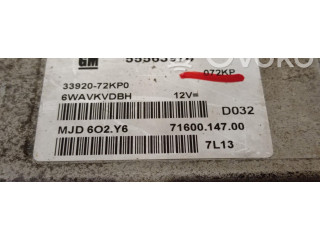 GM
072KP
33920-72KP0
6WAVKVDBH 12V=
D032
MJD 6O2.Y6 71600.147.00
7L13